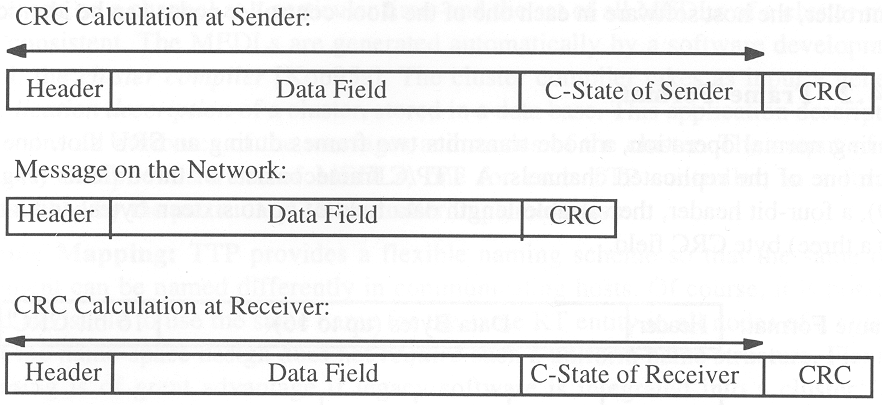 CRC Calculation at Sender:
Header Data Field C-State of Sender CRC
Message on the Network:
Header Data Field CRC
CRC Calculation at Receiver:
Header Data Field C-State of Receiver CRC